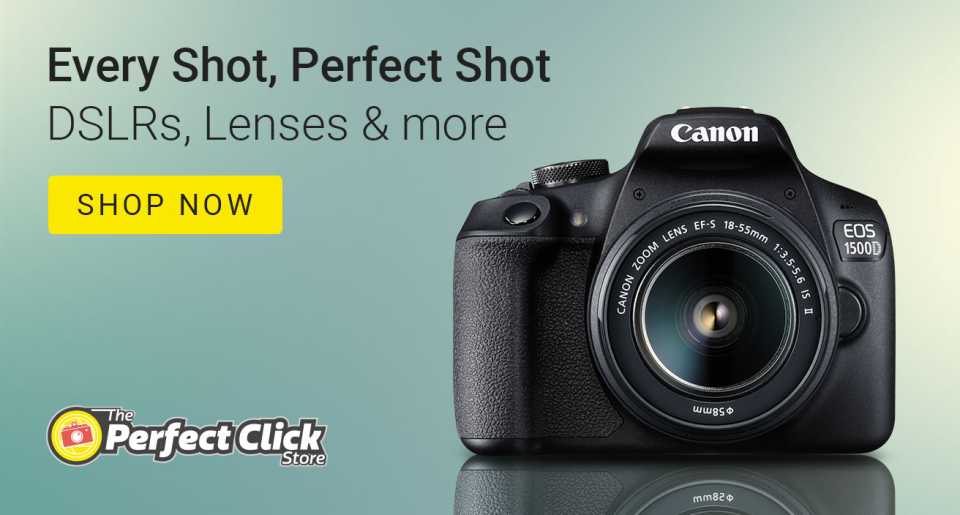 Every Shot, Perfect Shot
DSLRs, Lenses & more
SHOP NOW
Canon
EOS
1500D
CANON ZOOM LENS EF-S 18-55mm 1:3.5-5.6 IS II
φ58mm
φ58mm
The
Perfect Click
Store